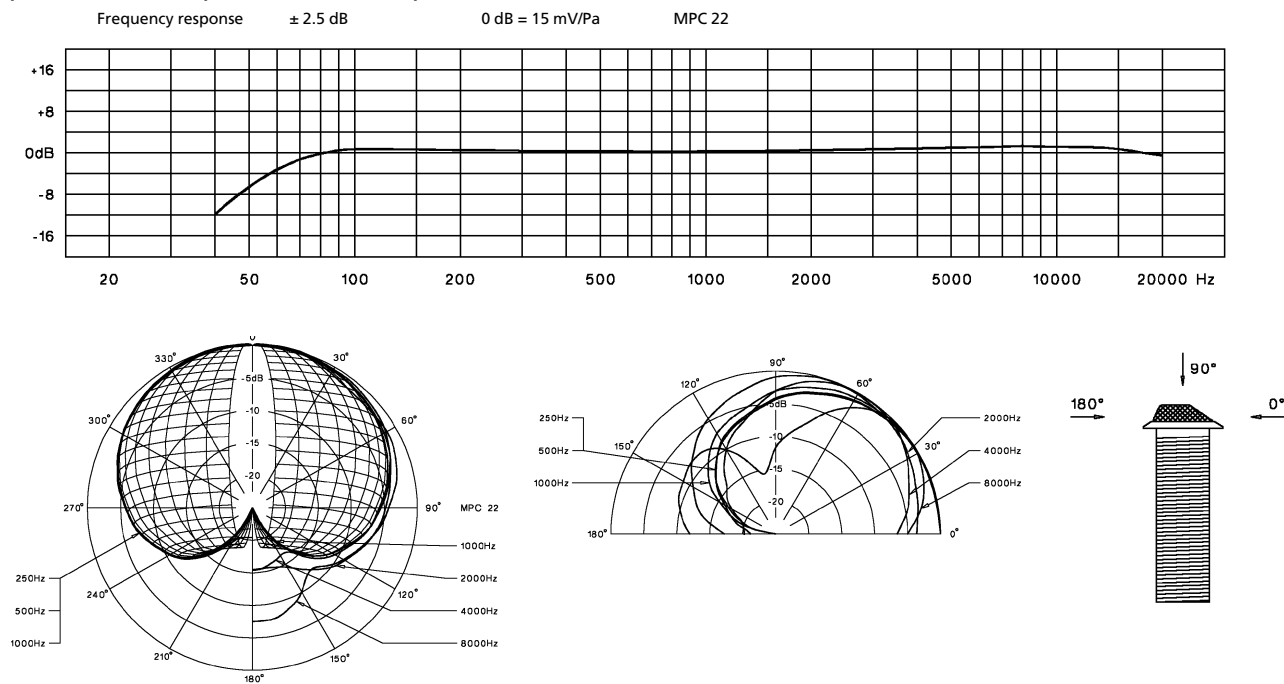 Frequency response ± 2.5 dB 0 dB = 15 mV/Pa MPC 22
+16
+8
0dB
-8
-16
20 50 100 200 500 1000 2000 5000 10000 20000 Hz
0°
330° 30°
300° 60°
270° 90°
240° 120°
210° 150°
180°
-5dB
-10
-15
-20
MPC 22
1000Hz
2000Hz
4000Hz
8000Hz
250Hz
500Hz
1000Hz
90°
120° 60°
150° 30°
180° 0°
-5dB
-10
-15
-20
250Hz
500Hz
1000Hz
2000Hz
4000Hz
8000Hz
90°
180° 0°